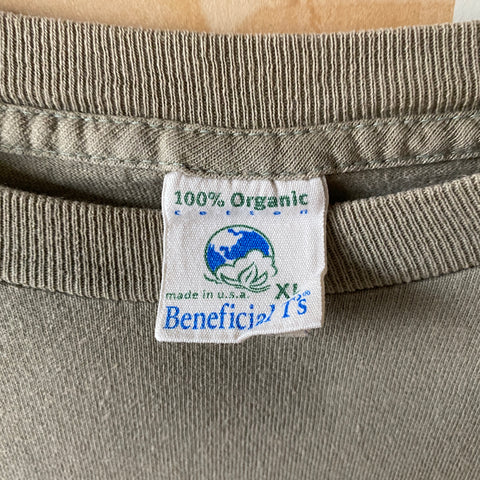 100% Organic
cotton
made in u.s.a. XL
Beneficial T's